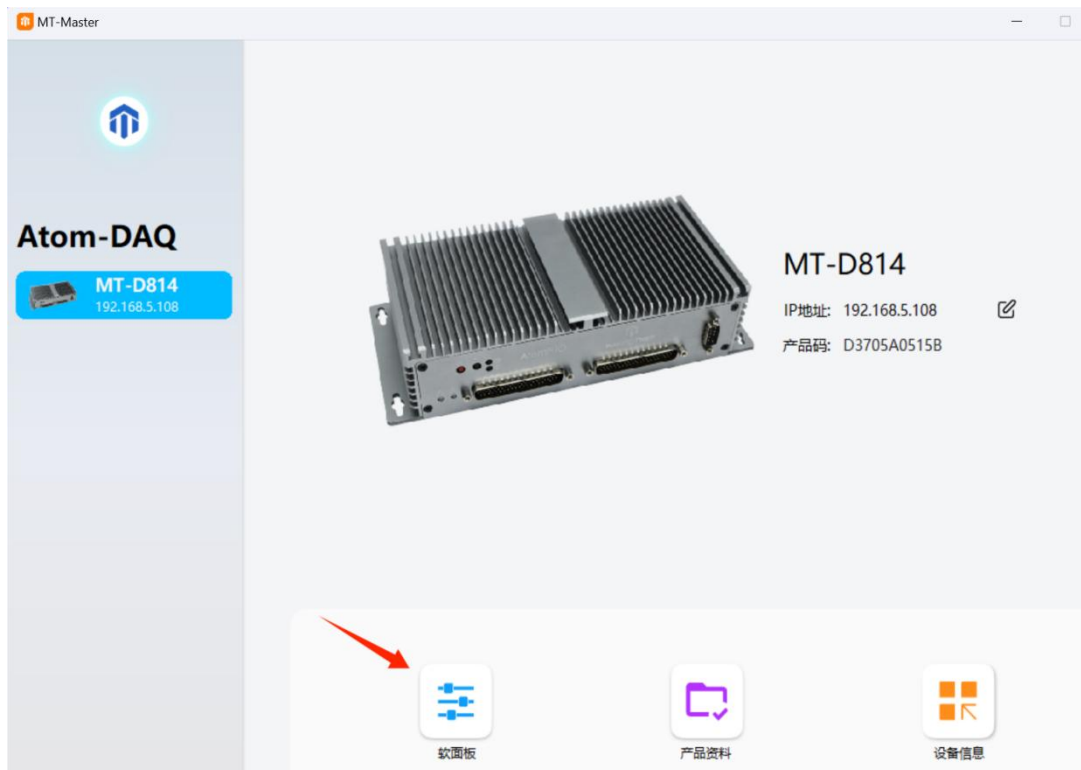 MT-Master
Atom-DAQ
MT-D814
192.168.5.108
MT-D814
IP地址: 192.168.5.108
产品码: D3705A0515B
软面板
产品资料
设备信息